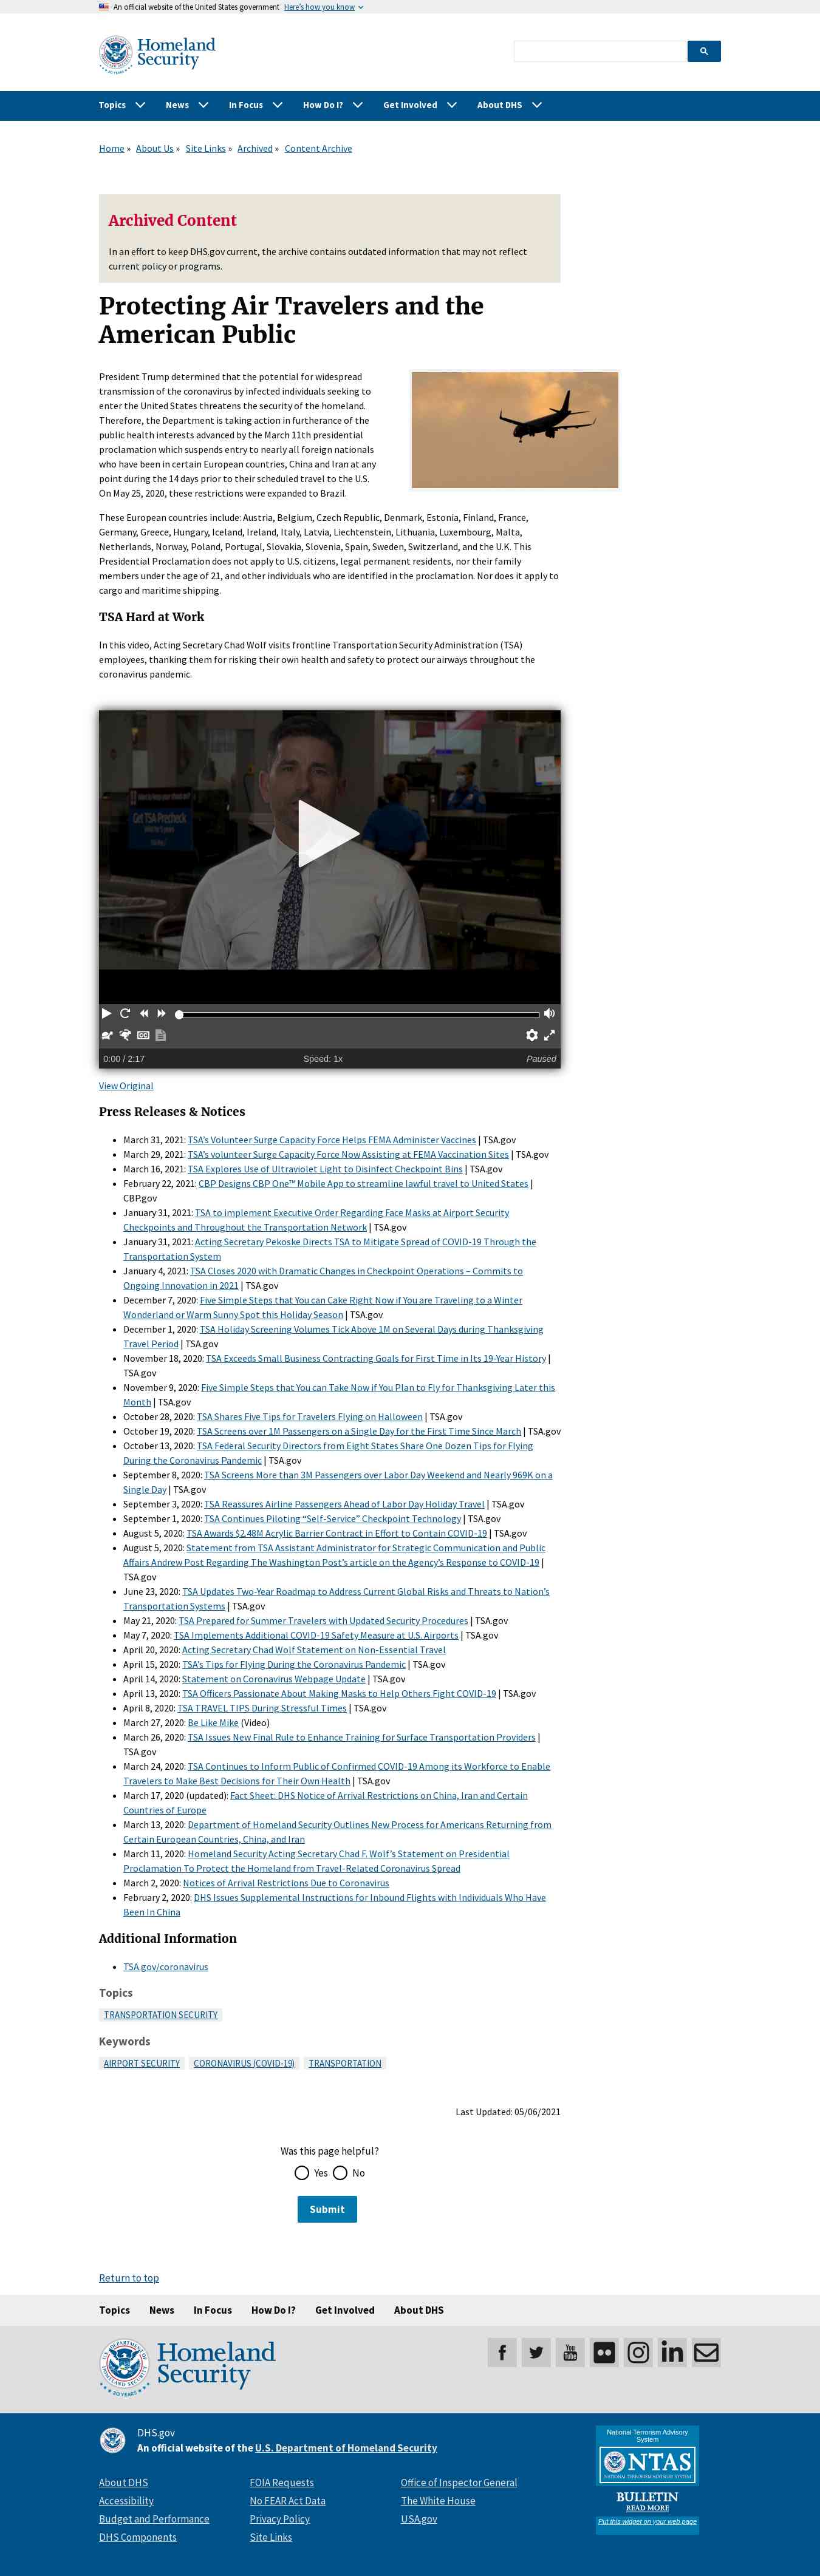 An official website of the United States government Here's how you know
Homeland
Security
Topics News In Focus How Do I? Get Involved About DHS
Home » About Us » Site Links » Archived » Content Archive
Archived Content
In an effort to keep DHS.gov current, the archive contains outdated information that may not reflect
current policy or programs.
Protecting Air Travelers and the
American Public
President Trump determined that the potential for widespread
transmission of the coronavirus by infected individuals seeking to
enter the United States threatens the security of the homeland.
Therefore, the Department is taking action in furtherance of the
public health interests advanced by the March 11th presidential
proclamation which suspends entry to nearly all foreign nationals
who have been in certain European countries, China and Iran at any
point during the 14 days prior to their scheduled travel to the U.S.
On May 25, 2020, these restrictions were expanded to Brazil.
These European countries include: Austria, Belgium, Czech Republic, Denmark, Estonia, Finland, France,
Germany, Greece, Hungary, Iceland, Ireland, Italy, Latvia, Liechtenstein, Lithuania, Luxembourg, Malta,
Netherlands, Norway, Poland, Portugal, Slovakia, Slovenia, Spain, Sweden, Switzerland, and the U.K. This
Presidential Proclamation does not apply to U.S. citizens, legal permanent residents, nor their family
members under the age of 21, and other individuals who are identified in the proclamation. Nor does it apply to
cargo and maritime shipping.
TSA Hard at Work
In this video, Acting Secretary Chad Wolf visits frontline Transportation Security Administration (TSA)
employees, thanking them for risking their own health and safety to protect our airways throughout the
coronavirus pandemic.
Get TSA Precheck
Today
0:00 / 2:17 Speed: 1x Paused
View Original
Press Releases & Notices
March 31, 2021: TSA's Volunteer Surge Capacity Force Helps FEMA Administer Vaccines | TSA.gov
March 29, 2021: TSA's volunteer Surge Capacity Force Now Assisting at FEMA Vaccination Sites | TSA.gov
March 16, 2021: TSA Explores Use of Ultraviolet Light to Disinfect Checkpoint Bins | TSA.gov
February 22, 2021: CBP Designs CBP One™ Mobile App to streamline lawful travel to United States |
CBP.gov
January 31, 2021: TSA to implement Executive Order Regarding Face Masks at Airport Security
Checkpoints and Throughout the Transportation Network | TSA.gov
January 31, 2021: Acting Secretary Pekoske Directs TSA to Mitigate Spread of COVID-19 Through the
Transportation System
January 4, 2021: TSA Closes 2020 with Dramatic Changes in Checkpoint Operations – Commits to
Ongoing Innovation in 2021 | TSA.gov
December 7, 2020: Five Simple Steps that You can Cake Right Now if You are Traveling to a Winter
Wonderland or Warm Sunny Spot this Holiday Season | TSA.gov
December 1, 2020: TSA Holiday Screening Volumes Tick Above 1M on Several Days during Thanksgiving
Travel Period | TSA.gov
November 18, 2020: TSA Exceeds Small Business Contracting Goals for First Time in Its 19-Year History |
TSA.gov
November 9, 2020: Five Simple Steps that You can Take Now if You Plan to Fly for Thanksgiving Later this
Month | TSA.gov
October 28, 2020: TSA Shares Five Tips for Travelers Flying on Halloween | TSA.gov
October 19, 2020: TSA Screens over 1M Passengers on a Single Day for the First Time Since March | TSA.gov
October 13, 2020: TSA Federal Security Directors from Eight States Share One Dozen Tips for Flying
During the Coronavirus Pandemic | TSA.gov
September 8, 2020: TSA Screens More than 3M Passengers over Labor Day Weekend and Nearly 969K on a
Single Day | TSA.gov
September 3, 2020: TSA Reassures Airline Passengers Ahead of Labor Day Holiday Travel | TSA.gov
September 1, 2020: TSA Continues Piloting “Self-Service” Checkpoint Technology | TSA.gov
August 5, 2020: TSA Awards $2.48M Acrylic Barrier Contract in Effort to Contain COVID-19 | TSA.gov
August 5, 2020: Statement from TSA Assistant Administrator for Strategic Communication and Public
Affairs Andrew Post Regarding The Washington Post's article on the Agency's Response to COVID-19 |
TSA.gov
June 23, 2020: TSA Updates Two-Year Roadmap to Address Current Global Risks and Threats to Nation's
Transportation Systems | TSA.gov
May 21, 2020: TSA Prepared for Summer Travelers with Updated Security Procedures | TSA.gov
May 7, 2020: TSA Implements Additional COVID-19 Safety Measure at U.S. Airports | TSA.gov
April 20, 2020: Acting Secretary Chad Wolf Statement on Non-Essential Travel
April 15, 2020: TSA's Tips for Flying During the Coronavirus Pandemic | TSA.gov
April 14, 2020: Statement on Coronavirus Webpage Update | TSA.gov
April 13, 2020: TSA Officers Passionate About Making Masks to Help Others Fight COVID-19 | TSA.gov
April 8, 2020: TSA TRAVEL TIPS During Stressful Times | TSA.gov
March 27, 2020: Be Like Mike (Video)
March 26, 2020: TSA Issues New Final Rule to Enhance Training for Surface Transportation Providers |
TSA.gov
March 24, 2020: TSA Continues to Inform Public of Confirmed COVID-19 Among its Workforce to Enable
Travelers to Make Best Decisions for Their Own Health | TSA.gov
March 17, 2020 (updated): Fact Sheet: DHS Notice of Arrival Restrictions on China, Iran and Certain
Countries of Europe
March 13, 2020: Department of Homeland Security Outlines New Process for Americans Returning from
Certain European Countries, China, and Iran
March 11, 2020: Homeland Security Acting Secretary Chad F. Wolf's Statement on Presidential
Proclamation To Protect the Homeland from Travel-Related Coronavirus Spread
March 2, 2020: Notices of Arrival Restrictions Due to Coronavirus
February 2, 2020: DHS Issues Supplemental Instructions for Inbound Flights with Individuals Who Have
Been In China
Additional Information
TSA.gov/coronavirus
Topics
TRANSPORTATION SECURITY
Keywords
AIRPORT SECURITY CORONAVIRUS (COVID-19) TRANSPORTATION
Last Updated: 05/06/2021
Was this page helpful?
Yes No
Submit
Return to top
Topics News In Focus How Do I? Get Involved About DHS
Homeland
Security
20 YEARS
DHS.gov
An official website of the U.S. Department of Homeland Security
About DHS FOIA Requests Office of Inspector General
Accessibility No FEAR Act Data The White House
Budget and Performance Privacy Policy USA.gov
DHS Components Site Links
National Terrorism Advisory
System
NTAS
NATIONAL TERRORISM ADVISORY SYSTEM
BULLETIN
READ MORE
Put this widget on your web page